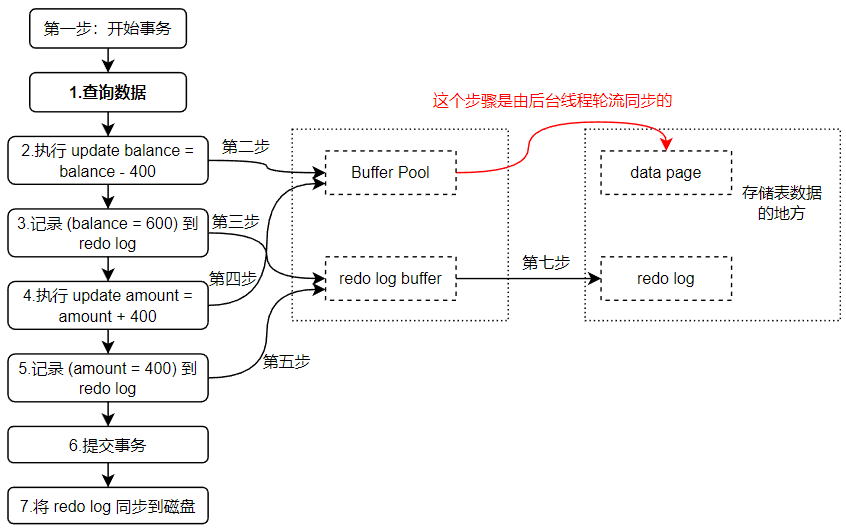 第一步：开始事务
1.查询数据
2.执行 update balance =
balance - 400
3.记录 (balance = 600) 到
redo log
4.执行 update amount =
amount + 400
5.记录 (amount = 400) 到
redo log
6.提交事务
7.将 redo log 同步到磁盘
第二步
第三步
第四步
第五步
Buffer Pool
redo log buffer
这个步骤是由后台线程轮流同步的
第七步
data page
存储表数据
的地方
redo log